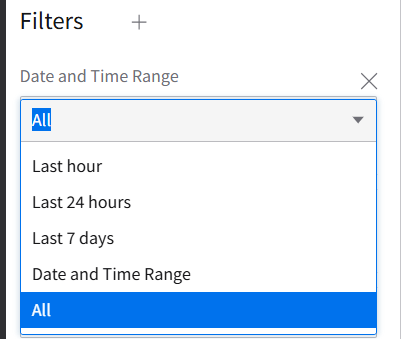 Filters +
Date and Time Range
All
Last hour
Last 24 hours
Last 7 days
Date and Time Range
All